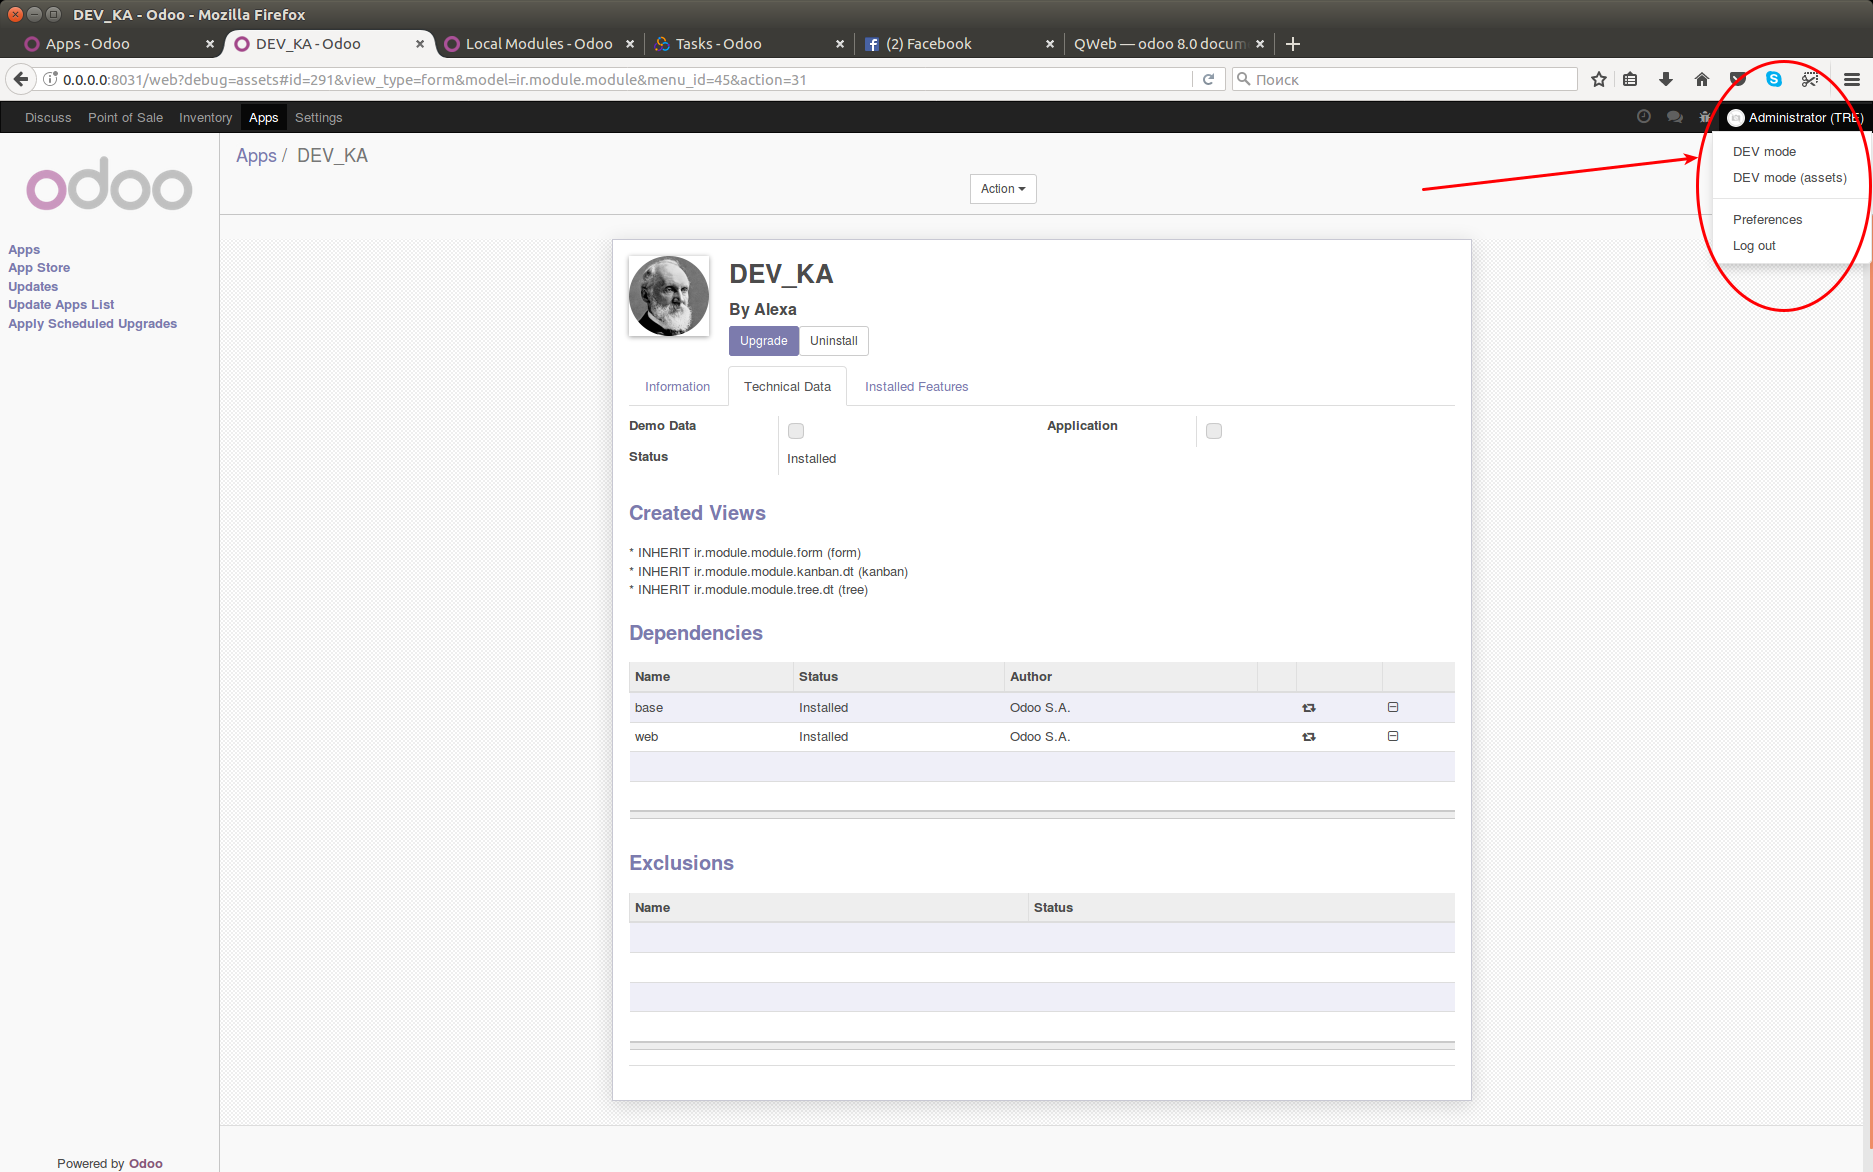 DEV_KA - Odoo - Mozilla Firefox
Apps - Odoo
DEV_KA - Odoo
Local Modules - Odoo
Tasks - Odoo
(2) Facebook
QWeb — odoo 8.0 docum
0.0.0.0:8031/web?debug=assets#id=291&view_type=form&model=ir.module.module&menu_id=45&action=31
Поиск
Discuss Point of Sale Inventory Apps Settings
Administrator (TRE)
DEV mode
DEV mode (assets)
Preferences
Log out
odoo
Apps
App Store
Updates
Update Apps List
Apply Scheduled Upgrades
Apps / DEV_KA
Action
DEV_KA
By Alexa
Upgrade Uninstall
Information Technical Data Installed Features
Demo Data Application
Status Installed
Created Views
* INHERIT ir.module.module.form (form)
* INHERIT ir.module.module.kanban.dt (kanban)
* INHERIT ir.module.module.tree.dt (tree)
Dependencies
Name Status Author
base Installed Odoo S.A.
web Installed Odoo S.A.
Exclusions
Name Status
Powered by Odoo